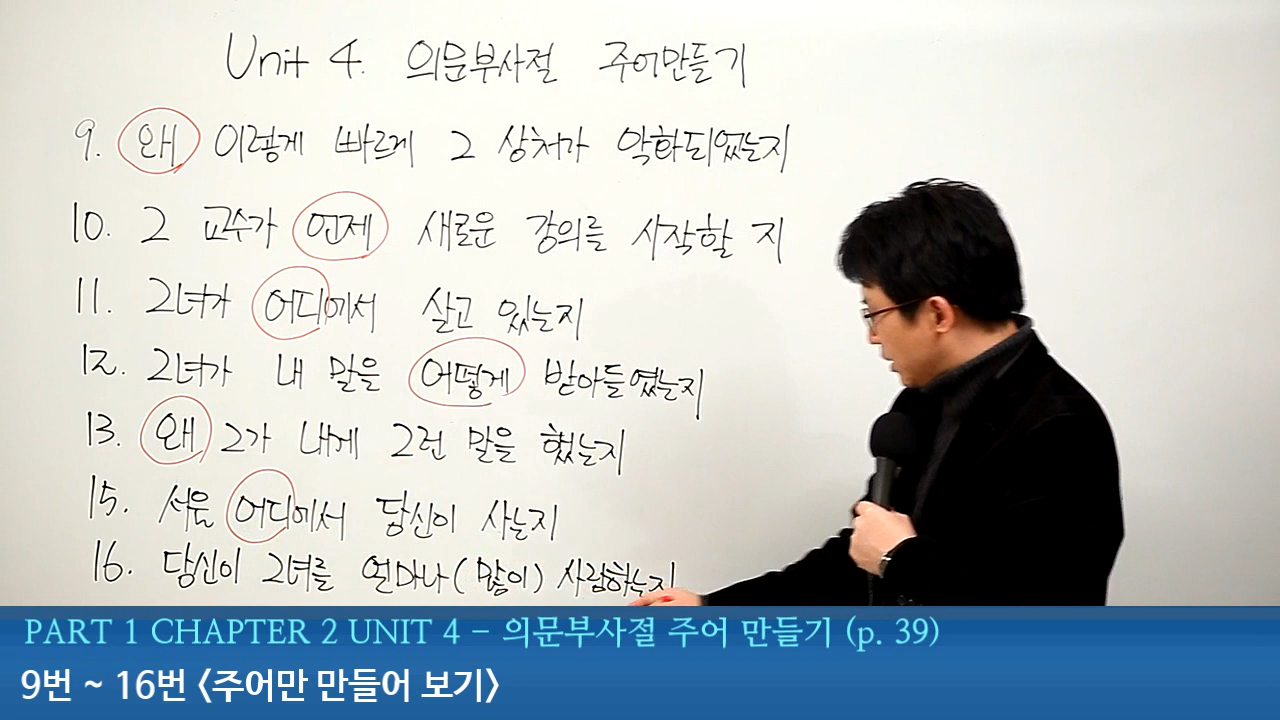 Unit 4. 의문부사절 주어만들기
9. 왜 이렇게 빠르게 그 상처가 악화되었는지
10. 그 교수가 언제 새로운 강의를 시작할 지
11. 그녀가 어디에서 살고 있는지
12. 그녀가 내 말을 어떻게 받아들였는지
13. 왜 그가 내게 그런 말을 했는지
15. 서울 어디에서 당신이 사는지
16. 당신이 그녀를 얼마나 (많이) 사랑하는지
PART 1 CHAPTER 2 UNIT 4 - 의문부사절 주어 만들기 (p. 39)
9번 ~ 16번 <주어만 만들어 보기>